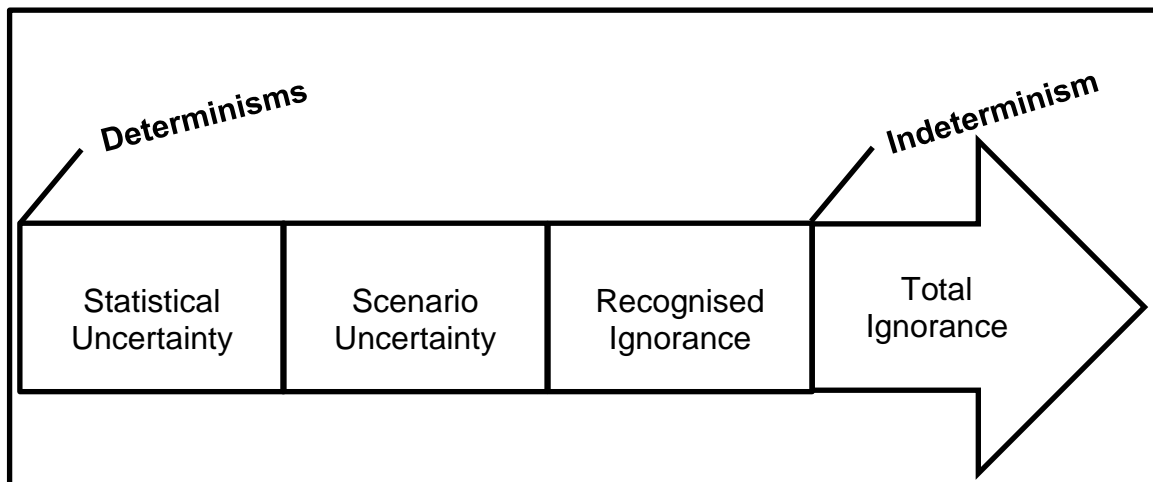 Determinisms
Indeterminism
Statistical
Uncertainty
Scenario
Uncertainty
Recognised
Ignorance
Total
Ignorance